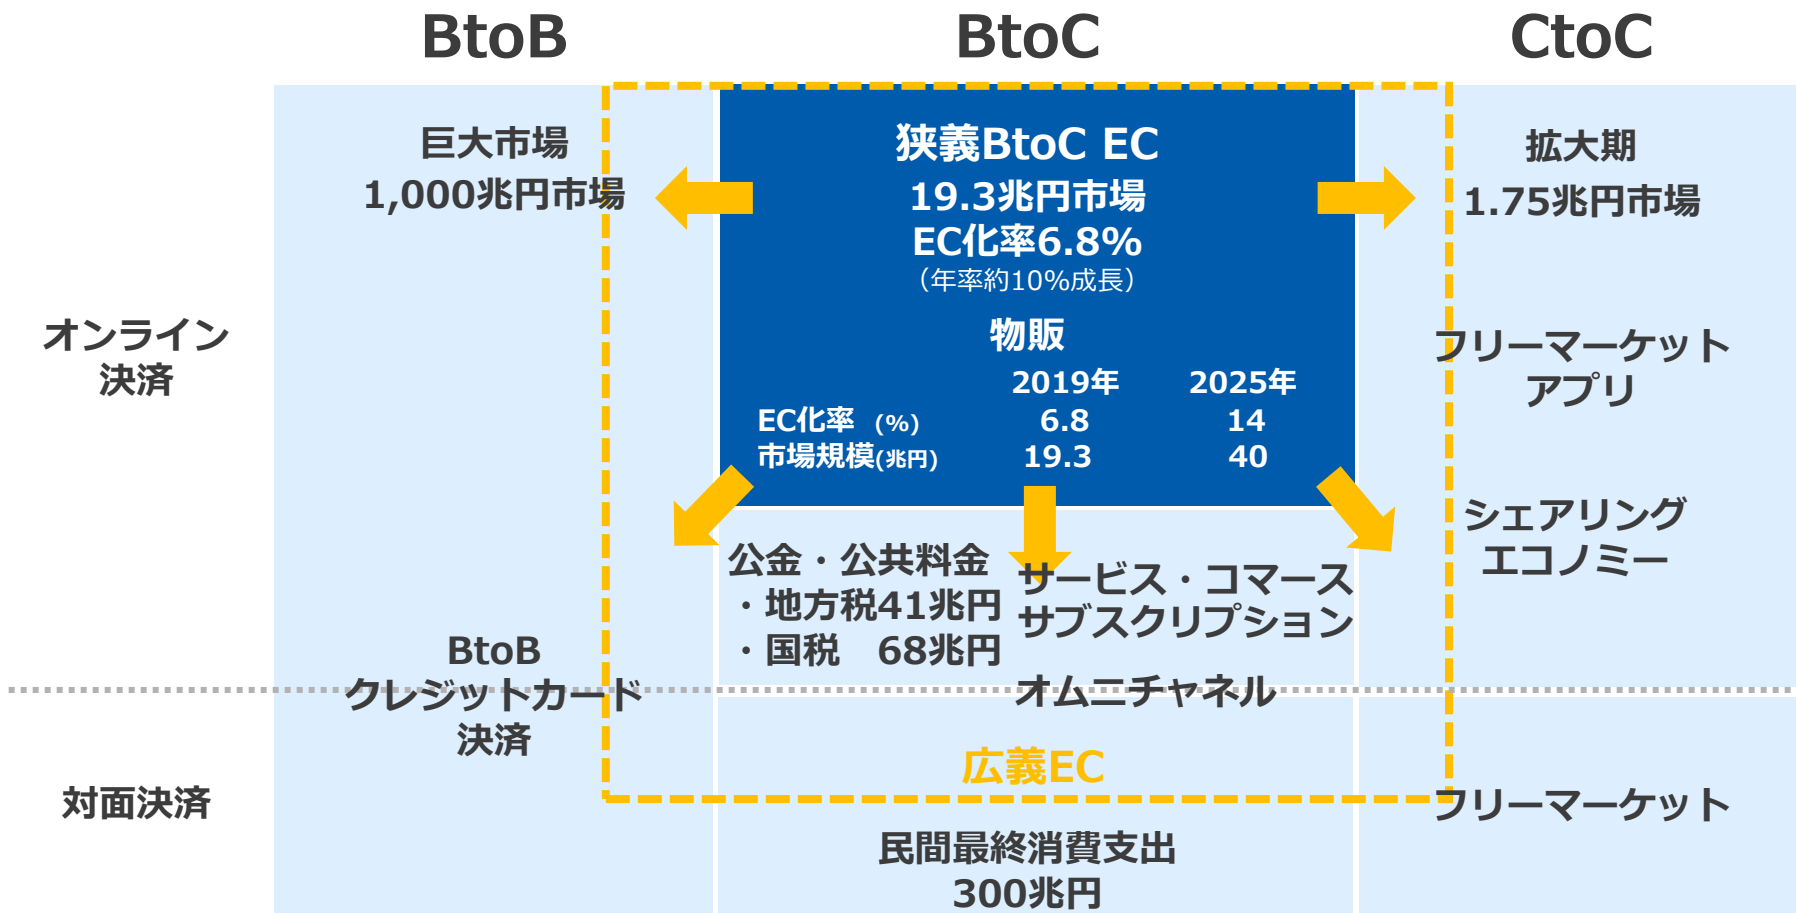 BtoB
BtoC
CtoC
オンライン
決済
対面決済
巨大市場
1,000兆円市場
BtoB
クレジットカード
決済
狭義BtoC EC
19.3兆円市場
EC化率6.8%
（年率約10%成長）
物販
2019年 2025年
EC化率 (%) 6.8 14
市場規模(兆円) 19.3 40
公金・公共料金
・地方税41兆円
・国税　68兆円
サービス・コマース
サブスクリプション
オムニチャネル
広義EC
民間最終消費支出
300兆円
拡大期
1.75兆円市場
フリーマーケット
アプリ
シェアリング
エコノミー
フリーマーケット